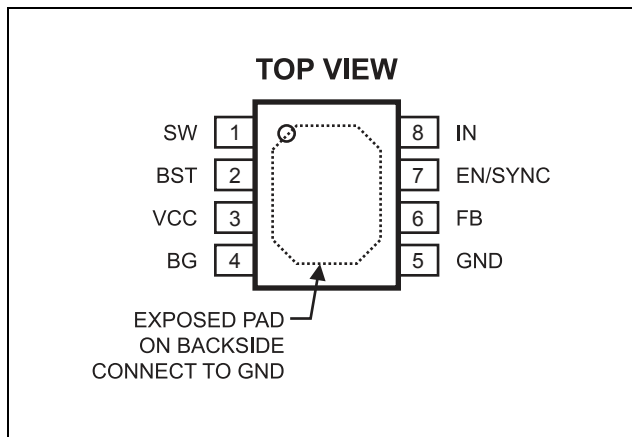 TOP VIEW
SW 1 8 IN
BST 2 7 EN/SYNC
VCC 3 6 FB
BG 4 5 GND
EXPOSED PAD
ON BACKSIDE
CONNECT TO GND